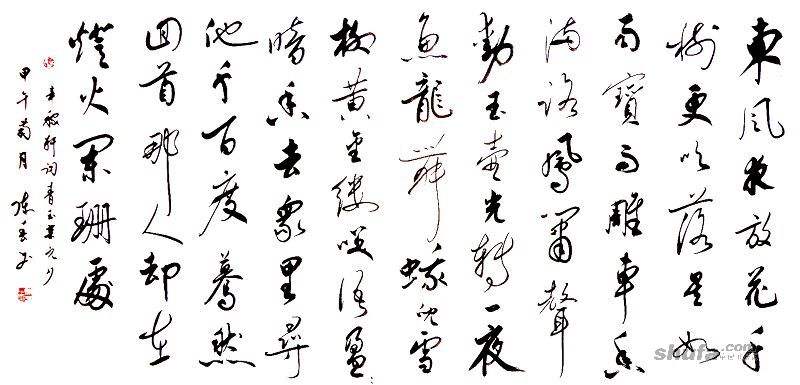 東風夜放花千
樹更吹落星如
雨寶馬雕車香
滿路鳳簫聲
動玉壺光轉一夜
魚龍舞蛾兒雪
柳黃金縷笑語盈:
暗香去眾里尋
他千百度驀然
回首那人却在
燈火闌珊處
辛稼軒詞青玉案元夕
甲午菊月
shufa.com